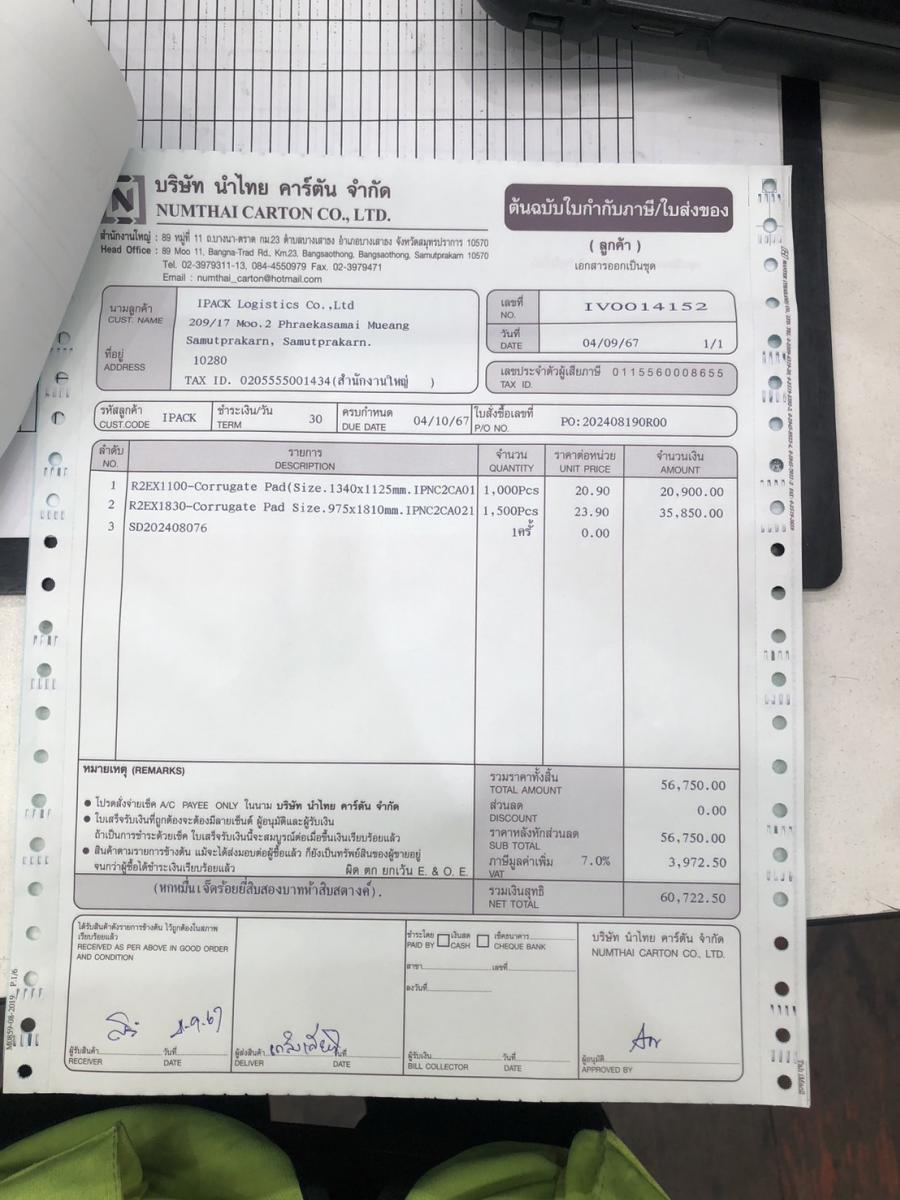 N
บริษัท นำไทย คาร์ตัน จำกัด
NUMTHAI CARTON CO., LTD.
สำนักงานใหญ่ : 89 หมู่ที่ 11 ถ.บางนา-ตราด กม.23 ตำบลบางเสาธง อำเภอบางเสาธง จังหวัดสมุทรปราการ 10570
Head Office : 89 Moo 11, Bangna-Trad Rd., Km.23, Bangsaothong, Bangsaothong, Samutprakarn 10570
Tel. 02-3979311-13, 084-4550979 Fax. 02-3979471
Email : numthai_carton@hotmail.com
ต้นฉบับใบกำกับภาษี/ใบส่งของ
( ลูกค้า )
เอกสารออกเป็นชุด
นามลูกค้า IPACK Logistics Co.,Ltd
CUST. NAME
209/17 Moo.2 Phraekasamai Mueang
Samutprakarn, Samutprakarn.
ที่อยู่ 10280
ADDRESS
TAX ID. 0205555001434(สำนักงานใหญ่ )
เลขที่
NO. IV0014152
วันที่
DATE 04/09/67 1/1
เลขประจำตัวผู้เสียภาษี 0115560008655
TAX ID.
รหัสลูกค้า
CUST.CODE IPACK
ชำระเงิน/วัน
TERM 30
ครบกำหนด
DUE DATE 04/10/67
ใบสั่งซื้อเลขที่
P/O NO. PO:202408190R00
ลำดับ รายการ จำนวน ราคาต่อหน่วย จำนวนเงิน
NO. DESCRIPTION QUANTITY UNIT PRICE AMOUNT
1 R2EX1100-Corrugate Pad(Size.1340x1125mm.IPNC2CA01 1,000Pcs 20.90 20,900.00
2 R2EX1830-Corrugate Pad Size.975x1810mm.IPNC2CA021 1,500Pcs 23.90 35,850.00
3 SD202408076 1ครั้ง 0.00
หมายเหตุ (REMARKS)
โปรดสั่งจ่ายเช็ค A/C PAYEE ONLY ในนาม บริษัท นำไทย คาร์ตัน จำกัด
ใบเสร็จรับเงินที่ถูกต้องจะต้องมีลายเซ็นต์ ผู้อนุมัติและผู้รับเงิน
ถ้าเป็นการชำระด้วยเช็ค ใบเสร็จรับเงินนี้จะสมบูรณ์ต่อเมื่อขึ้นเงินเรียบร้อยแล้ว
สินค้าตามรายการข้างต้น แม้จะได้ส่งมอบต่อผู้ซื้อแล้ว ก็ยังเป็นทรัพย์สินของผู้ขายอยู่
จนกว่าผู้ซื้อได้ชำระเงินเรียบร้อยแล้ว ผิด ตก ยกเว้น E. & O. E.
รวมราคาทั้งสิ้น
TOTAL AMOUNT 56,750.00
ส่วนลด
DISCOUNT 0.00
ราคาหลังหักส่วนลด
SUB TOTAL 56,750.00
ภาษีมูลค่าเพิ่ม 7.0% 3,972.50
VAT
(หกหมื่นเจ็ดร้อยยี่สิบสองบาทห้าสิบสตางค์).
รวมเงินสุทธิ
NET TOTAL 60,722.50
ได้รับสินค้าดังรายการข้างต้น ไว้ถูกต้องในสภาพ
เรียบร้อยแล้ว
RECEIVED AS PER ABOVE IN GOOD ORDER
AND CONDITION
ผู้รับสินค้า วันที่
RECEIVER DATE
ผู้ส่งสินค้า วันที่
DELIVER DATE
ชำระโดย เงินสด เช็คธนาคาร
PAID BY CASH CHEQUE BANK
สาขา เลขที่
ลงวันที่
ผู้รับเงิน วันที่
BILL COLLECTOR DATE
บริษัท นำไทย คาร์ตัน จำกัด
NUMTHAI CARTON CO., LTD.
ผู้อนุมัติ
APPROVED BY
M0859-08-2019 P.1/6